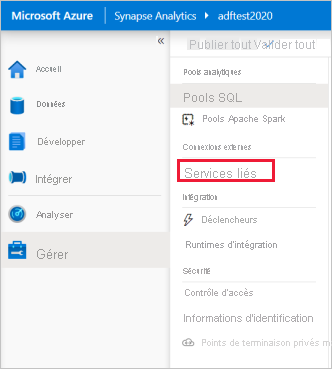 Microsoft Azure | Synapse Analytics ▸ adftest2020
«
Publier tout Valider tout
Accueil
Données
Développer
Intégrer
Analyser
Gérer
Pools analytiques
Pools SQL
Pools Apache Spark
Connexions externes
Services liés
Intégration
Déclencheurs
Runtimes d'intégration
Sécurité
Contrôle d'accès
Informations d'identification
Points de terminaison privés m